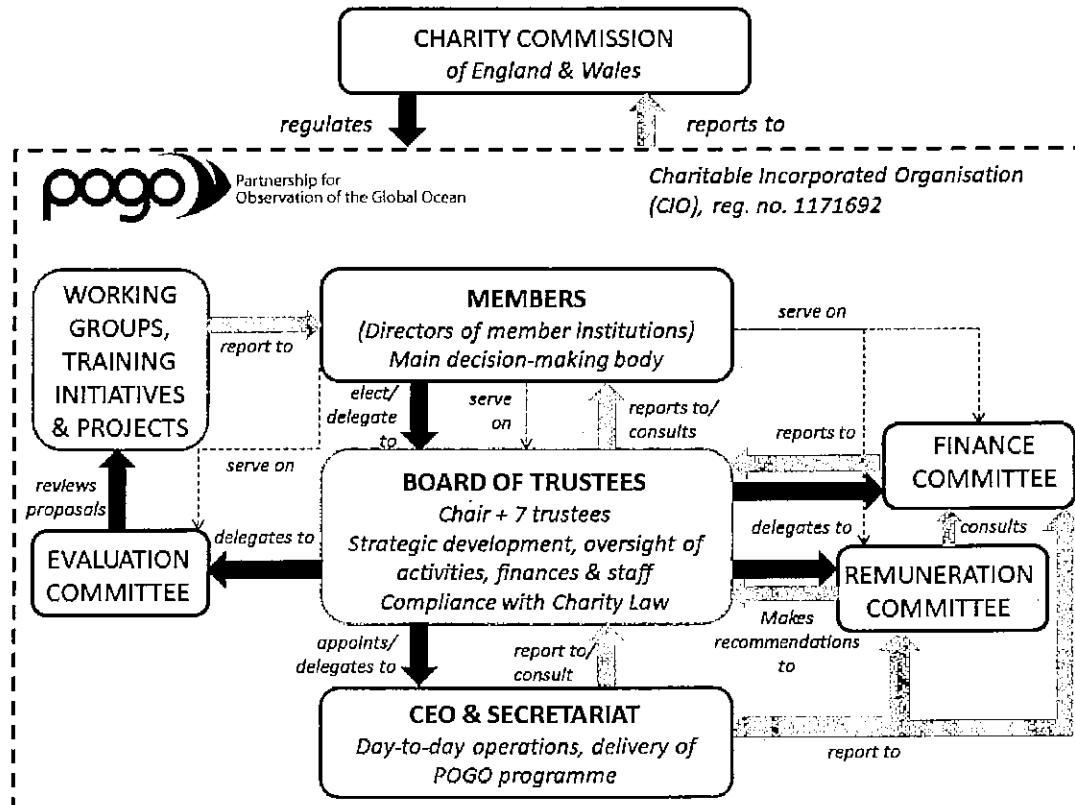 CHARITY COMMISSION
of England & Wales
regulates
reports to
pogo
Partnership for
Observation of the Global Ocean
Charitable Incorporated Organisation
(CIO), reg. no. 1171692
WORKING
GROUPS,
TRAINING
INITIATIVES
& PROJECTS
report to
MEMBERS
(Directors of member institutions)
Main decision-making body
serve on
elect/
delegate
to
serve
on
reports to/
consults
serve on
reports to
FINANCE
COMMITTEE
reviews
proposals
BOARD OF TRUSTEES
Chair + 7 trustees
Strategic development, oversight of
activities, finances & staff
Compliance with Charity Law
delegates to
delegates to
consults
EVALUATION
COMMITTEE
REMUNERATION
COMMITTEE
Makes
recommendations
to
appoints/
delegates to
report to/
consult
CEO & SECRETARIAT
Day-to-day operations, delivery of
POGO programme
report to